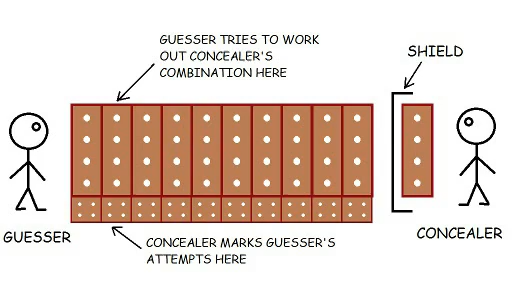 GUESSER TRIES TO WORK
OUT CONCEALER'S
COMBINATION HERE
SHIELD
GUESSER
CONCEALER
CONCEALER MARKS GUESSER'S
ATTEMPTS HERE